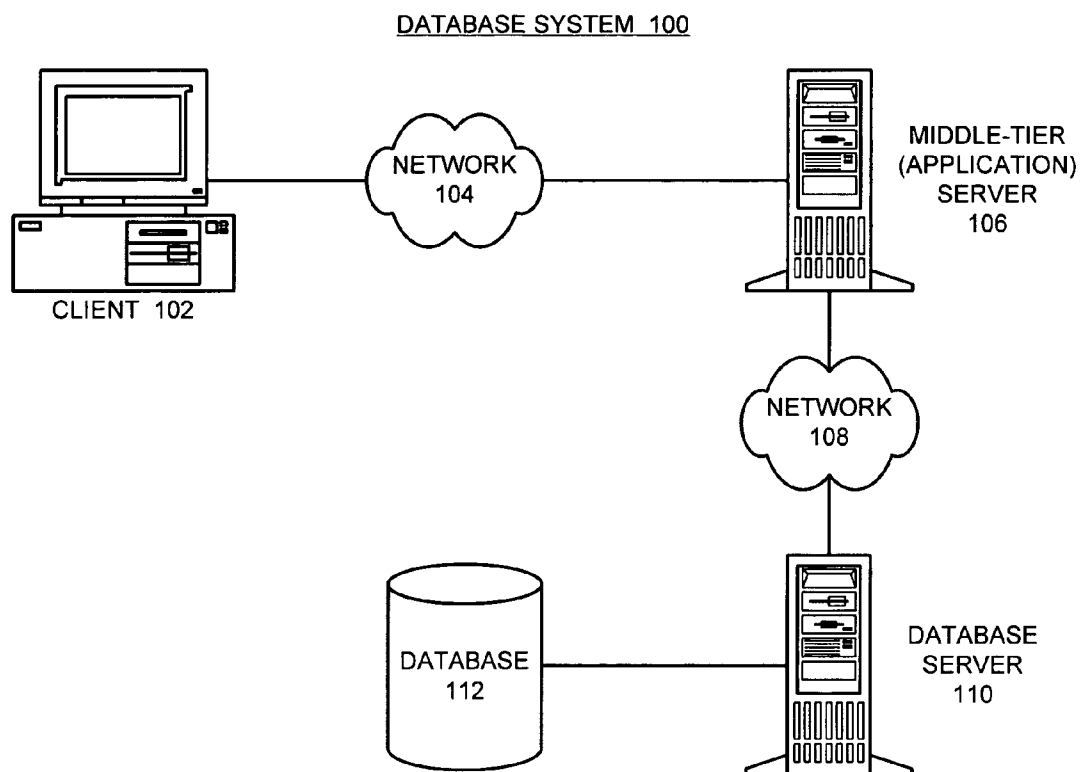 DATABASE SYSTEM 100
NETWORK
104
MIDDLE-TIER
(APPLICATION)
SERVER
106
CLIENT 102
NETWORK
108
DATABASE
112
DATABASE
SERVER
110